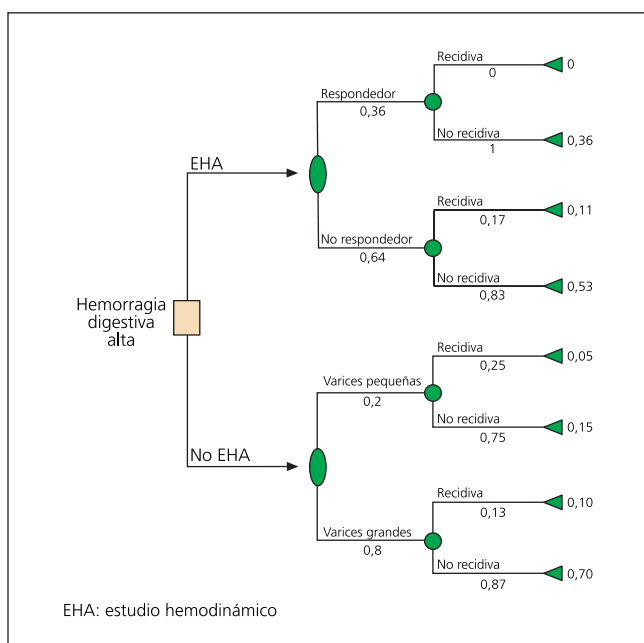 Recidiva
0
0
Respondedor
0,36
No recidiva
1
0,36
EHA
Recidiva
0,17
0,11
No respondedor
0,64
No recidiva
0,83
0,53
Hemorragia
digestiva
alta
Recidiva
0,25
0,05
Varices pequeñas
0,2
No recidiva
0,75
0,15
No EHA
Recidiva
0,13
0,10
Varices grandes
0,8
No recidiva
0,87
0,70
EHA: estudio hemodinámico